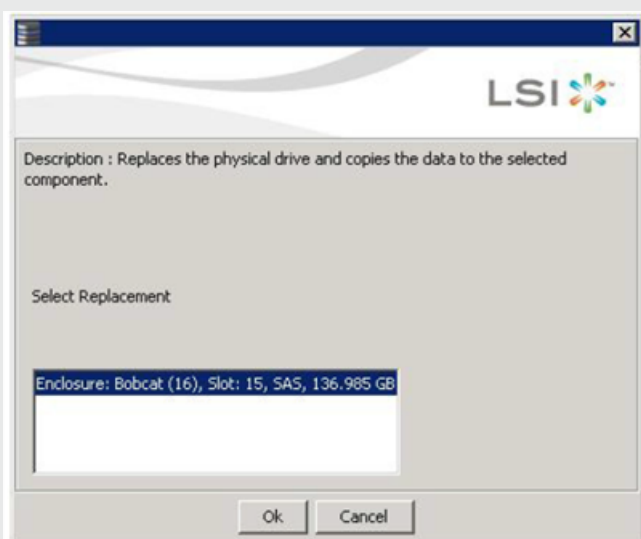 LSI
Description : Replaces the physical drive and copies the data to the selected
component.
Select Replacement
Enclosure: Bobcat (16), Slot: 15, SAS, 136.985 GB
Ok Cancel